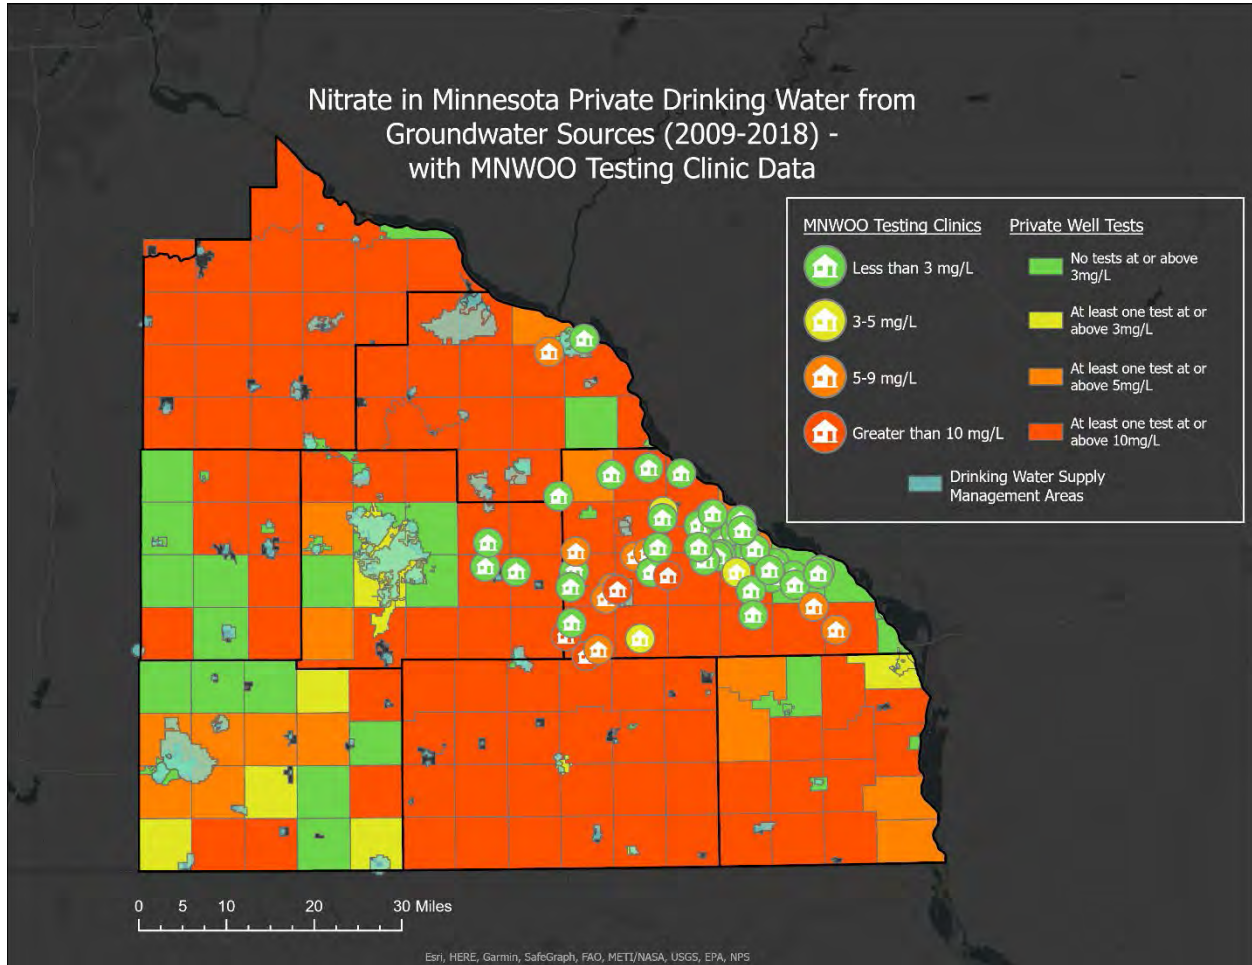 Nitrate in Minnesota Private Drinking Water from
Groundwater Sources (2009-2018) -
with MNWOO Testing Clinic Data
MNWOO Testing Clinics
Less than 3 mg/L
3-5 mg/L
5-9 mg/L
Greater than 10 mg/L
Private Well Tests
No tests at or above
3mg/L
At least one test at or
above 3mg/L
At least one test at or
above 5mg/L
At least one test at or
above 10mg/L
Drinking Water Supply
Management Areas
0 5 10 20 30 Miles
Esri, HERE, Garmin, SafeGraph, FAO, METI/NASA, USGS, EPA, NPS